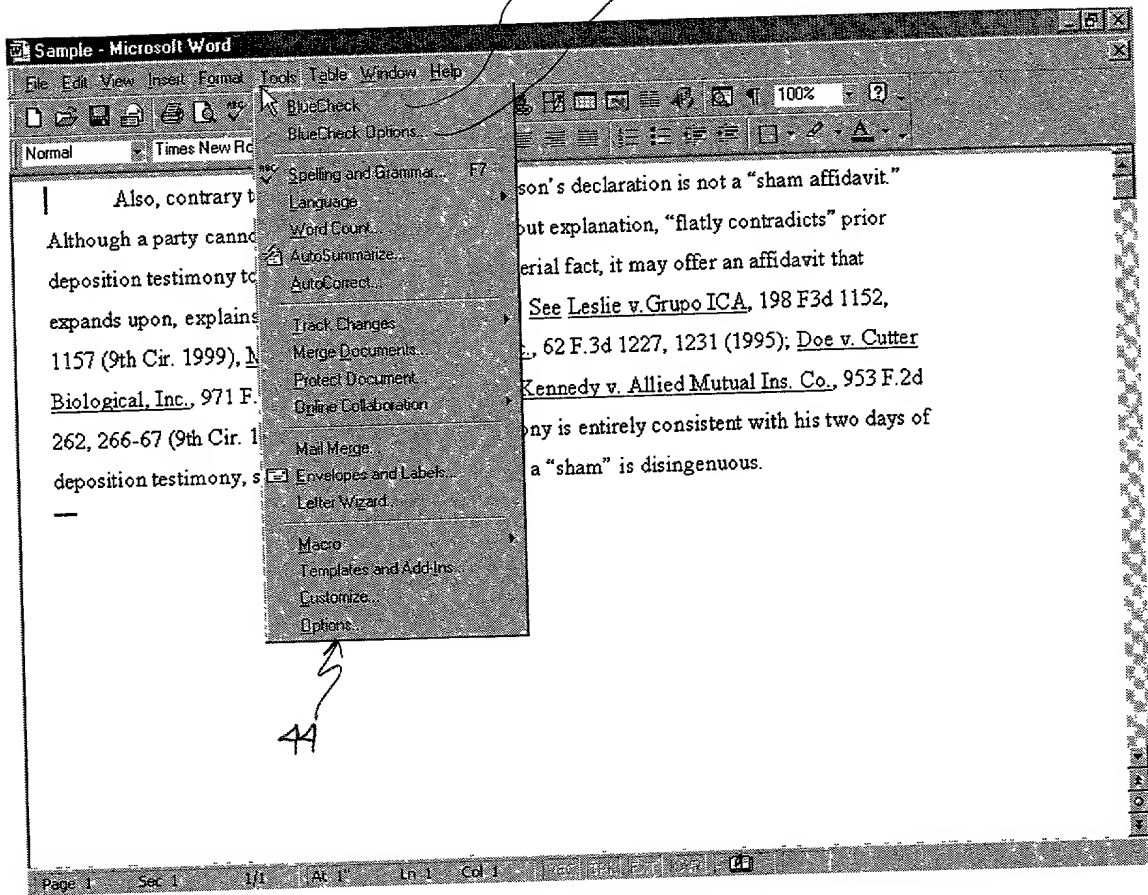 Sample - Microsoft Word
File Edit View Insert Format Tools Table Window Help
100%
Normal Times New Ro
BlueCheck
BlueCheck Options...
Spelling and Grammar... F7
Language
Word Count...
AutoSummarize...
AutoCorrect...
Track Changes
Merge Documents...
Protect Document...
Online Collaboration
Mail Merge...
Envelopes and Labels...
Letter Wizard...
Macro
Templates and Add-Ins...
Customize...
Options...
Also, contrary t son's declaration is not a “sham affidavit.”
Although a party canno out explanation, “flatly contradicts” prior
deposition testimony to erial fact, it may offer an affidavit that
expands upon, explains See Leslie v. Grupo ICA, 198 F3d 1152,
1157 (9th Cir. 1999), M ., 62 F.3d 1227, 1231 (1995); Doe v. Cutter
Biological, Inc., 971 F. Kennedy v. Allied Mutual Ins. Co., 953 F.2d
262, 266-67 (9th Cir. 1 ony is entirely consistent with his two days of
deposition testimony, s a “sham” is disingenuous.
44
Page 1 Sec 1 1/1 At 1" Ln 1 Col 1